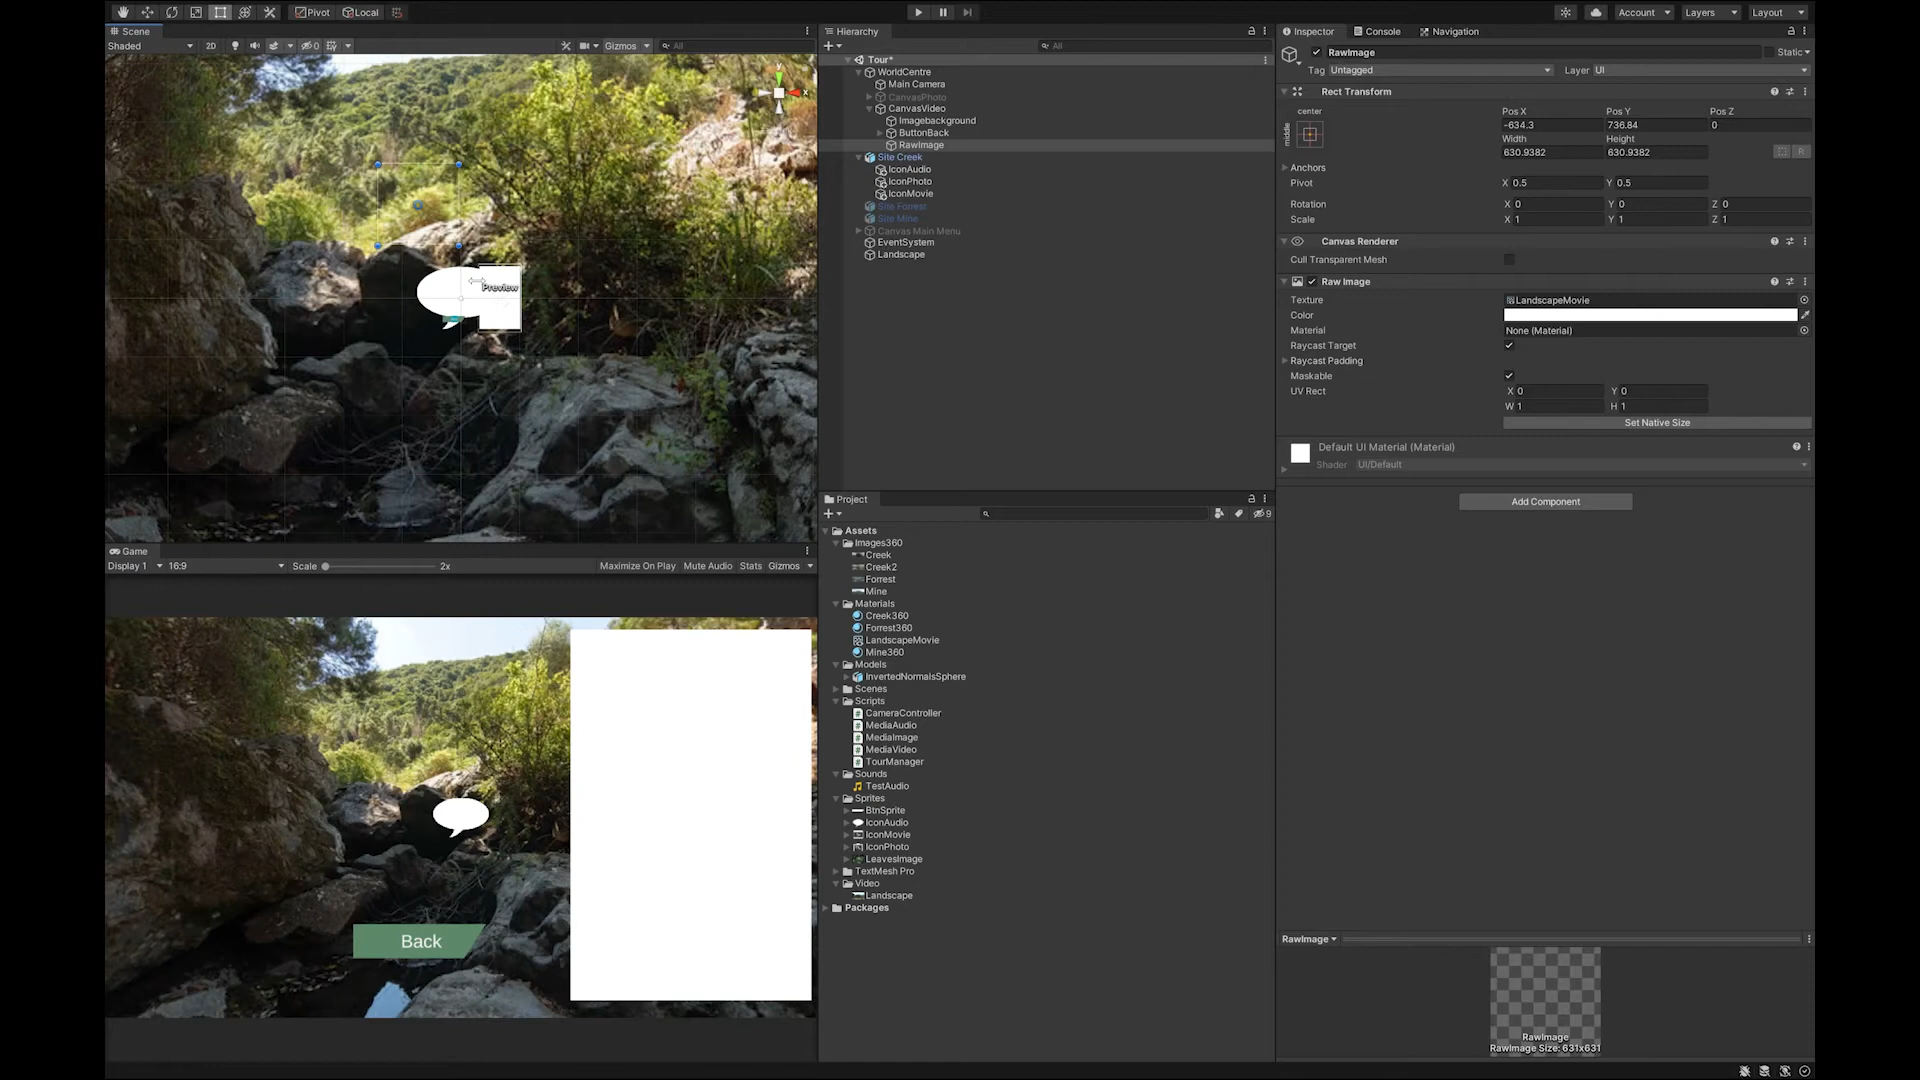 Pivot Local
Account Layers Layout
Scene
Shaded 2D 0 Gizmos All
Y
x
Preview
Game
Display 1 16:9 Scale 2x Maximize On Play Mute Audio Stats Gizmos
Back
Hierarchy
All
Tour*
WorldCentre
Main Camera
CanvasPhoto
CanvasVideo
Imagebackground
ButtonBack
RawImage
Site Creek
IconAudio
IconPhoto
IconMovie
Site Forrest
Site Mine
Canvas Main Menu
EventSystem
Landscape
Project
9
Assets
Images360
Creek
Creek2
Forrest
Mine
Materials
Creek360
Forrest360
LandscapeMovie
Mine360
Models
InvertedNormalsSphere
Scenes
Scripts
CameraController
MediaAudio
MediaImage
MediaVideo
TourManager
Sounds
TestAudio
Sprites
BtnSprite
IconAudio
IconMovie
IconPhoto
LeavesImage
TextMesh Pro
Video
Landscape
Packages
Inspector Console Navigation
RawImage Static
Tag Untagged Layer UI
Rect Transform
center
middle
Pos X Pos Y Pos Z
-634.3 736.84 0
Width Height
630.9382 630.9382 R
Anchors
Pivot X 0.5 Y 0.5
Rotation X 0 Y 0 Z 0
Scale X 1 Y 1 Z 1
Canvas Renderer
Cull Transparent Mesh
Raw Image
Texture LandscapeMovie
Color
Material None (Material)
Raycast Target
Raycast Padding
Maskable
UV Rect X 0 Y 0
W 1 H 1
Set Native Size
Default UI Material (Material)
Shader UI/Default
Add Component
RawImage
RawImage
RawImage Size: 631x631